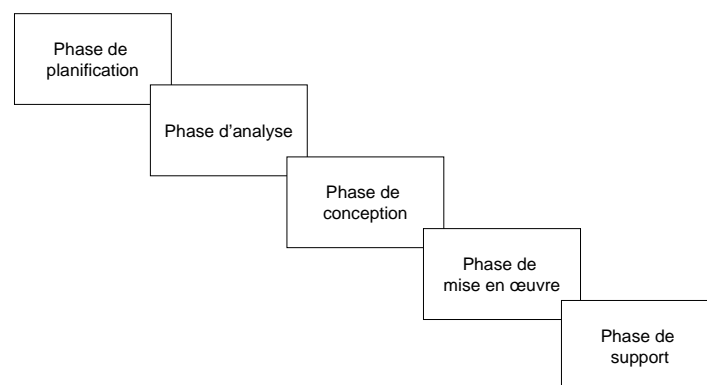 Phase de
planification
Phase d'analyse
Phase de
conception
Phase de
mise en œuvre
Phase de
support